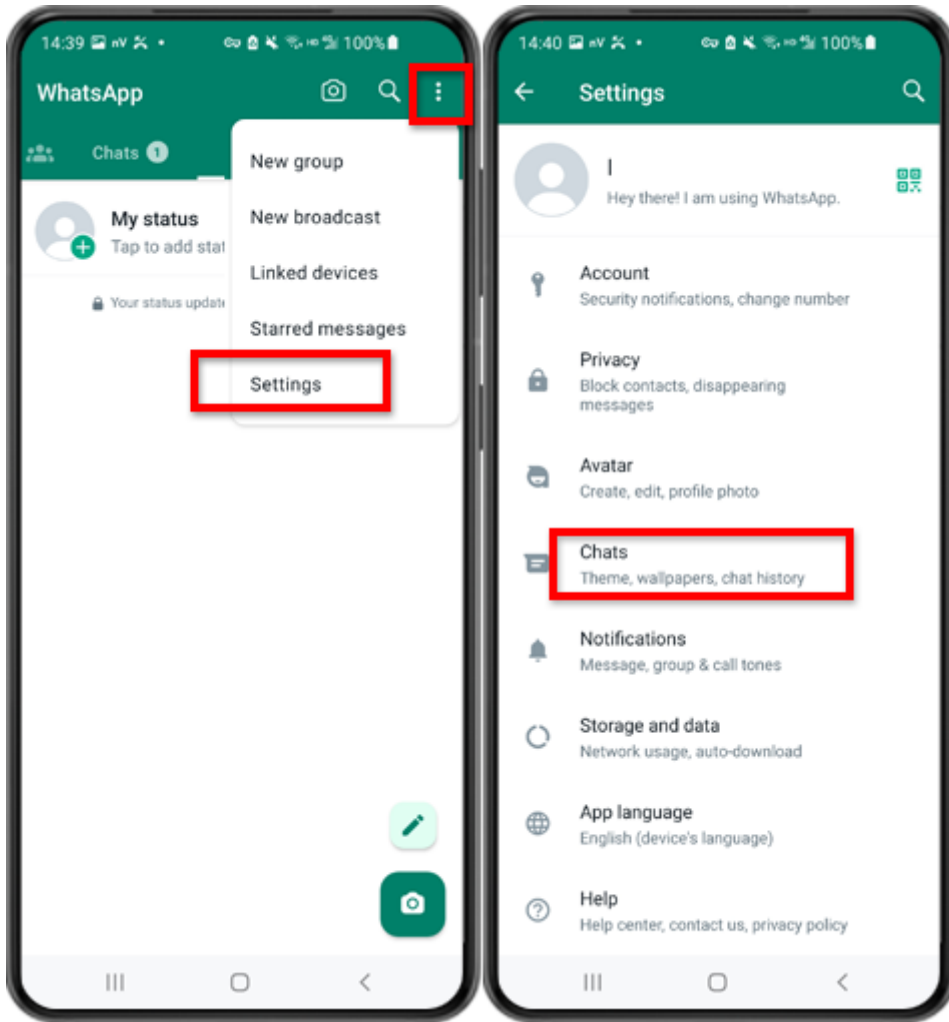 14:39
100%
WhatsApp
Chats 1
New group
New broadcast
Linked devices
Starred messages
Settings
My status
Tap to add stat
Your status update
14:40
100%
Settings
I
Hey there! I am using WhatsApp.
Account
Security notifications, change number
Privacy
Block contacts, disappearing
messages
Avatar
Create, edit, profile photo
Chats
Theme, wallpapers, chat history
Notifications
Message, group & call tones
Storage and data
Network usage, auto-download
App language
English (device's language)
Help
Help center, contact us, privacy policy